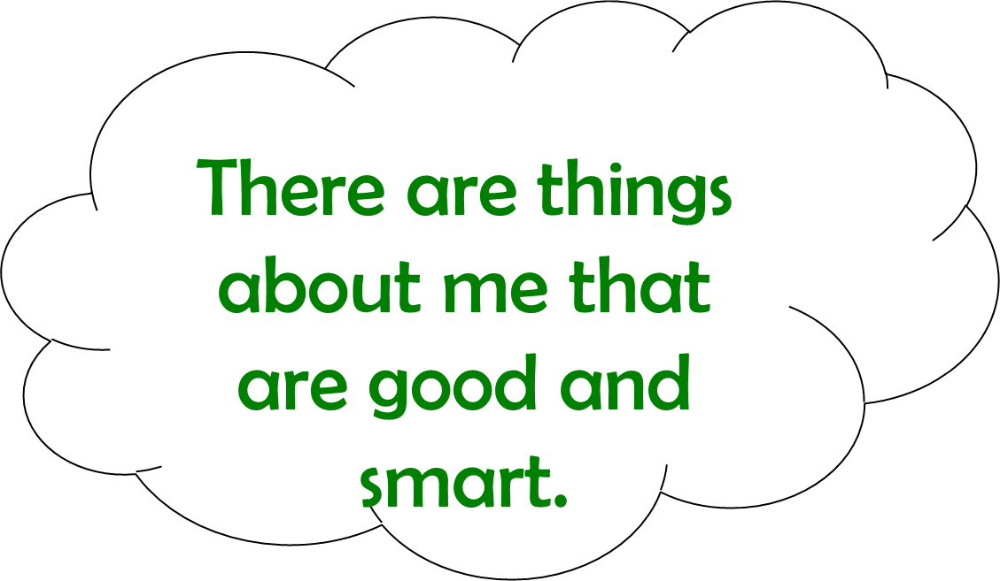 There are things
about me that
are good and
smart.